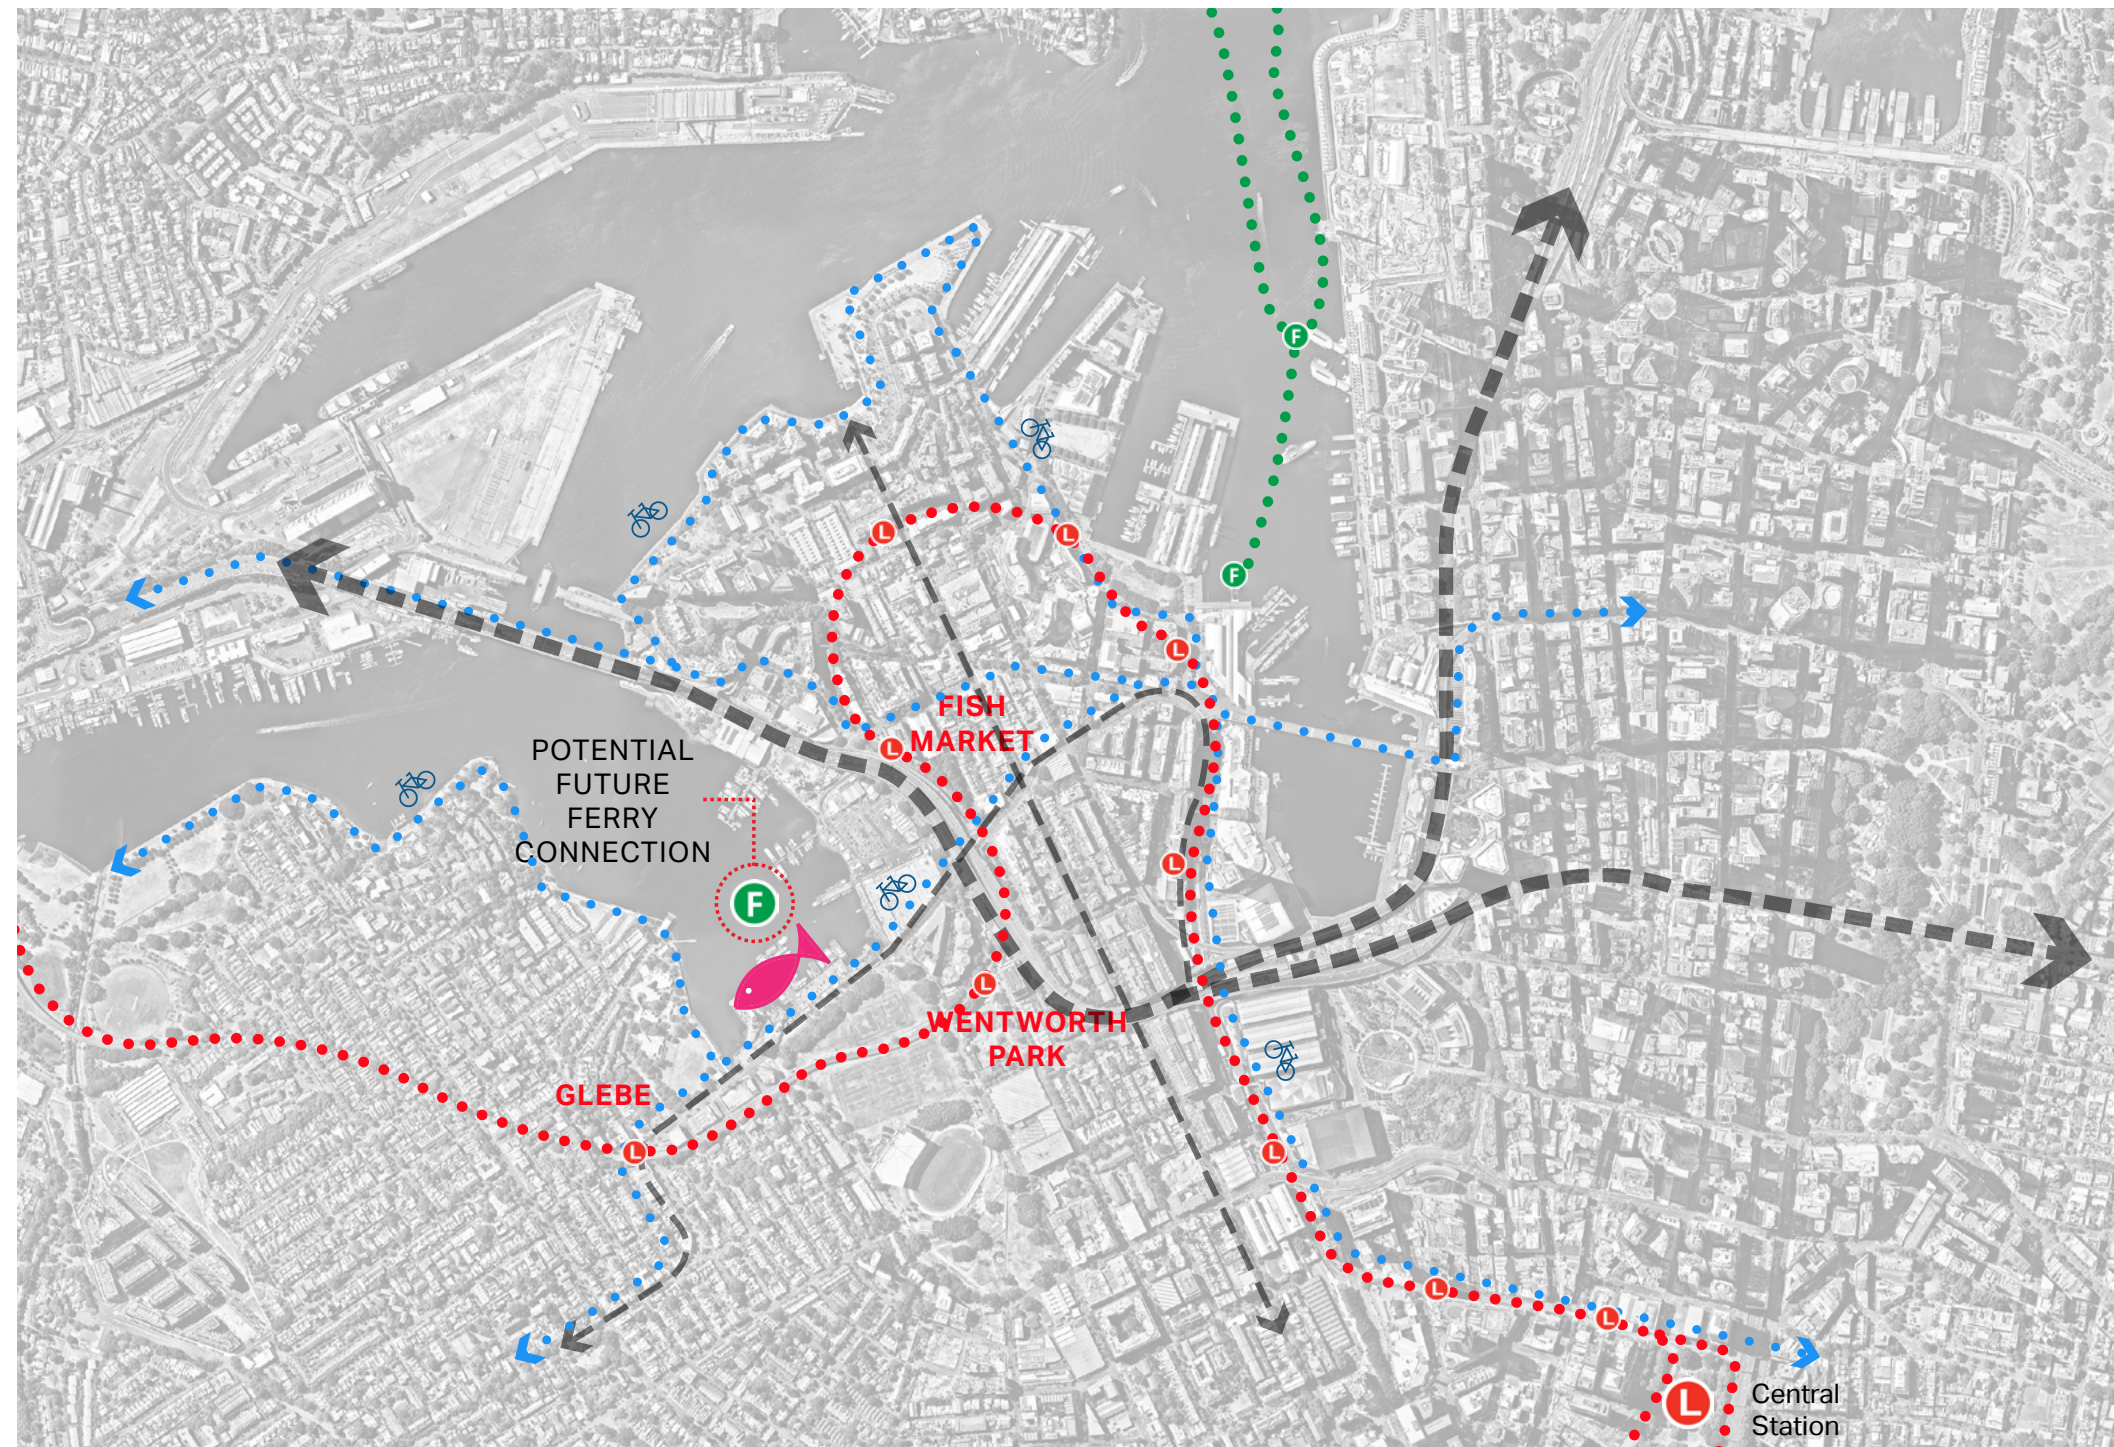 F
F
L
L
L
FISH
MARKET
L
POTENTIAL
FUTURE
FERRY
CONNECTION
L
F
L
WENTWORTH
PARK
GLEBE
L
L
L
L
L
Central
Station